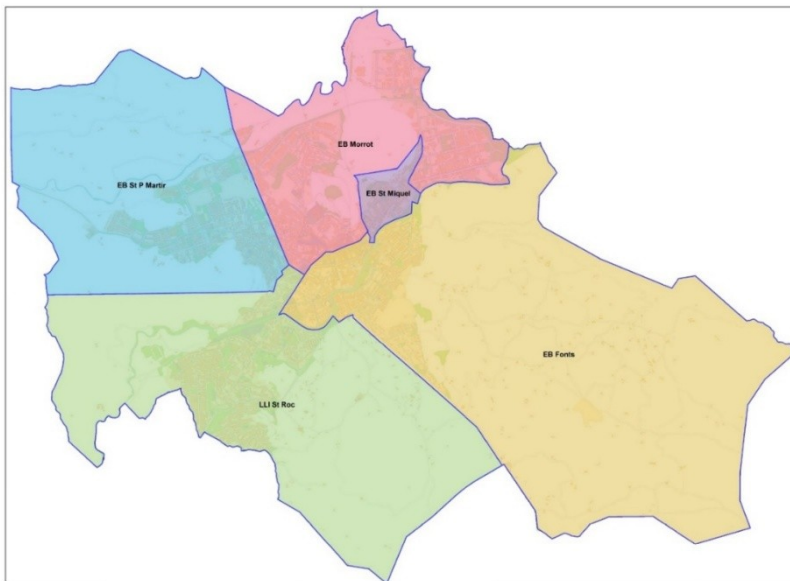 EB Morrot
EB St P Martir
EB St Miquel
EB Fonts
LLI St Roc